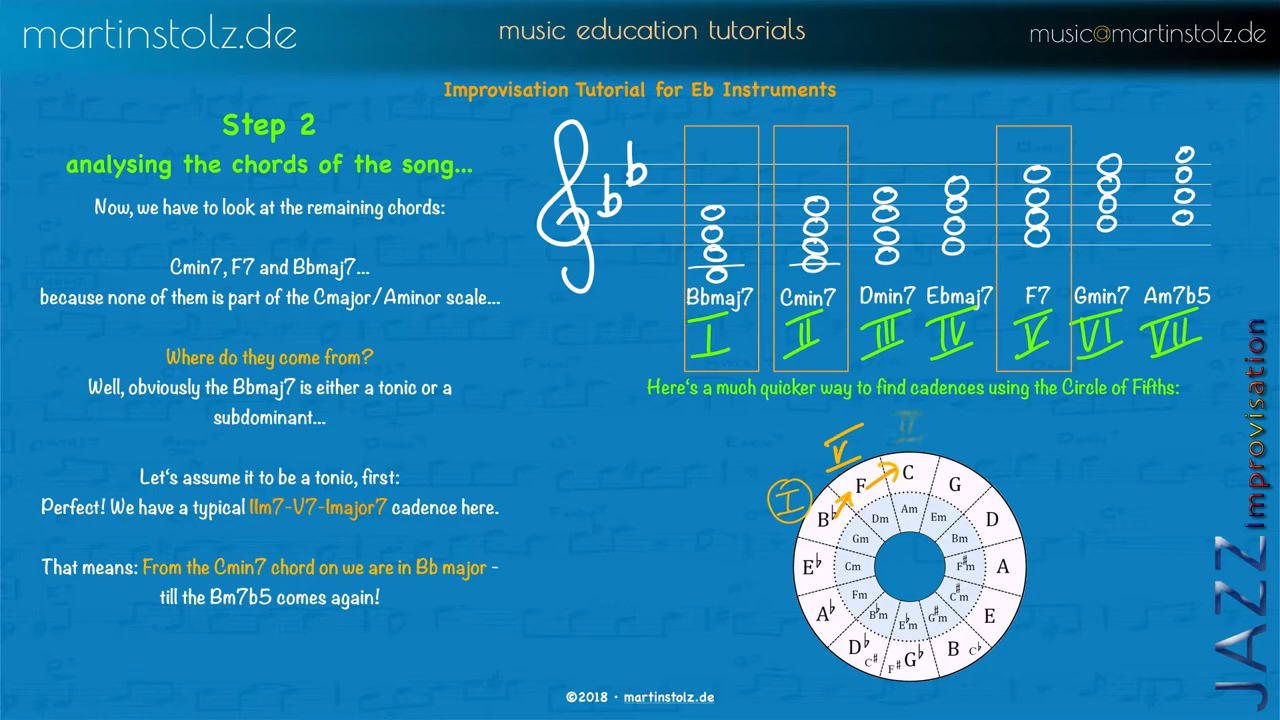 martinstolz.de
music education tutorials
music@martinstolz.de
Improvisation Tutorial for Eb Instruments
Step 2
analysing the chords of the song...
Now, we have to look at the remaining chords:
Cmin7, F7 and Bbmaj7...
because none of them is part of the Cmajor/Aminor scale...
Where do they come from?
Well, obviously the Bbmaj7 is either a tonic or a
subdominant...
Let's assume it to be a tonic, first:
Perfect! We have a typical IIm7-V7-Imajor7 cadence here.
That means: From the Cmin7 chord on we are in Bb major -
till the Bm7b5 comes again!
♭ ♭
Bbmaj7 Cmin7 Dmin7 Ebmaj7 F7 Gmin7 Am7b5
I II III IV V VI VII
Here's a much quicker way to find cadences using the Circle of Fifths:
II
V
I
C G D A E B C♭ G♭ F♯ D♭ C♯ A♭ E♭ B♭ F
Am Em Bm F♯m C♯m G♯m E♭m B♭m Fm Cm Gm Dm
JAZZ Improvisation
©2018 · martinstolz.de